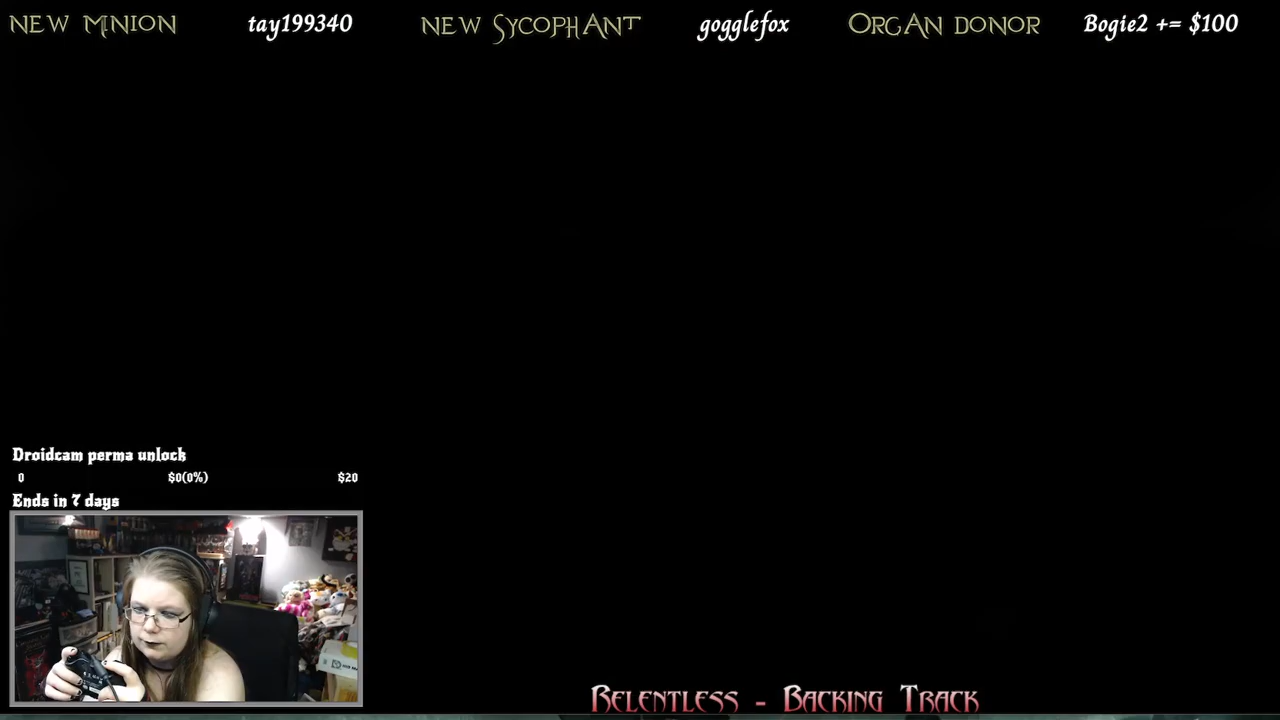 NEW MINION tay199340 NEW SYCOPHANT gogglefox ORGAN DONOR Bogie2 += $100
Droidcam perma unlock
0 $0(0%) $20
Ends in 7 days
RELENTLESS - BACKING TRACK